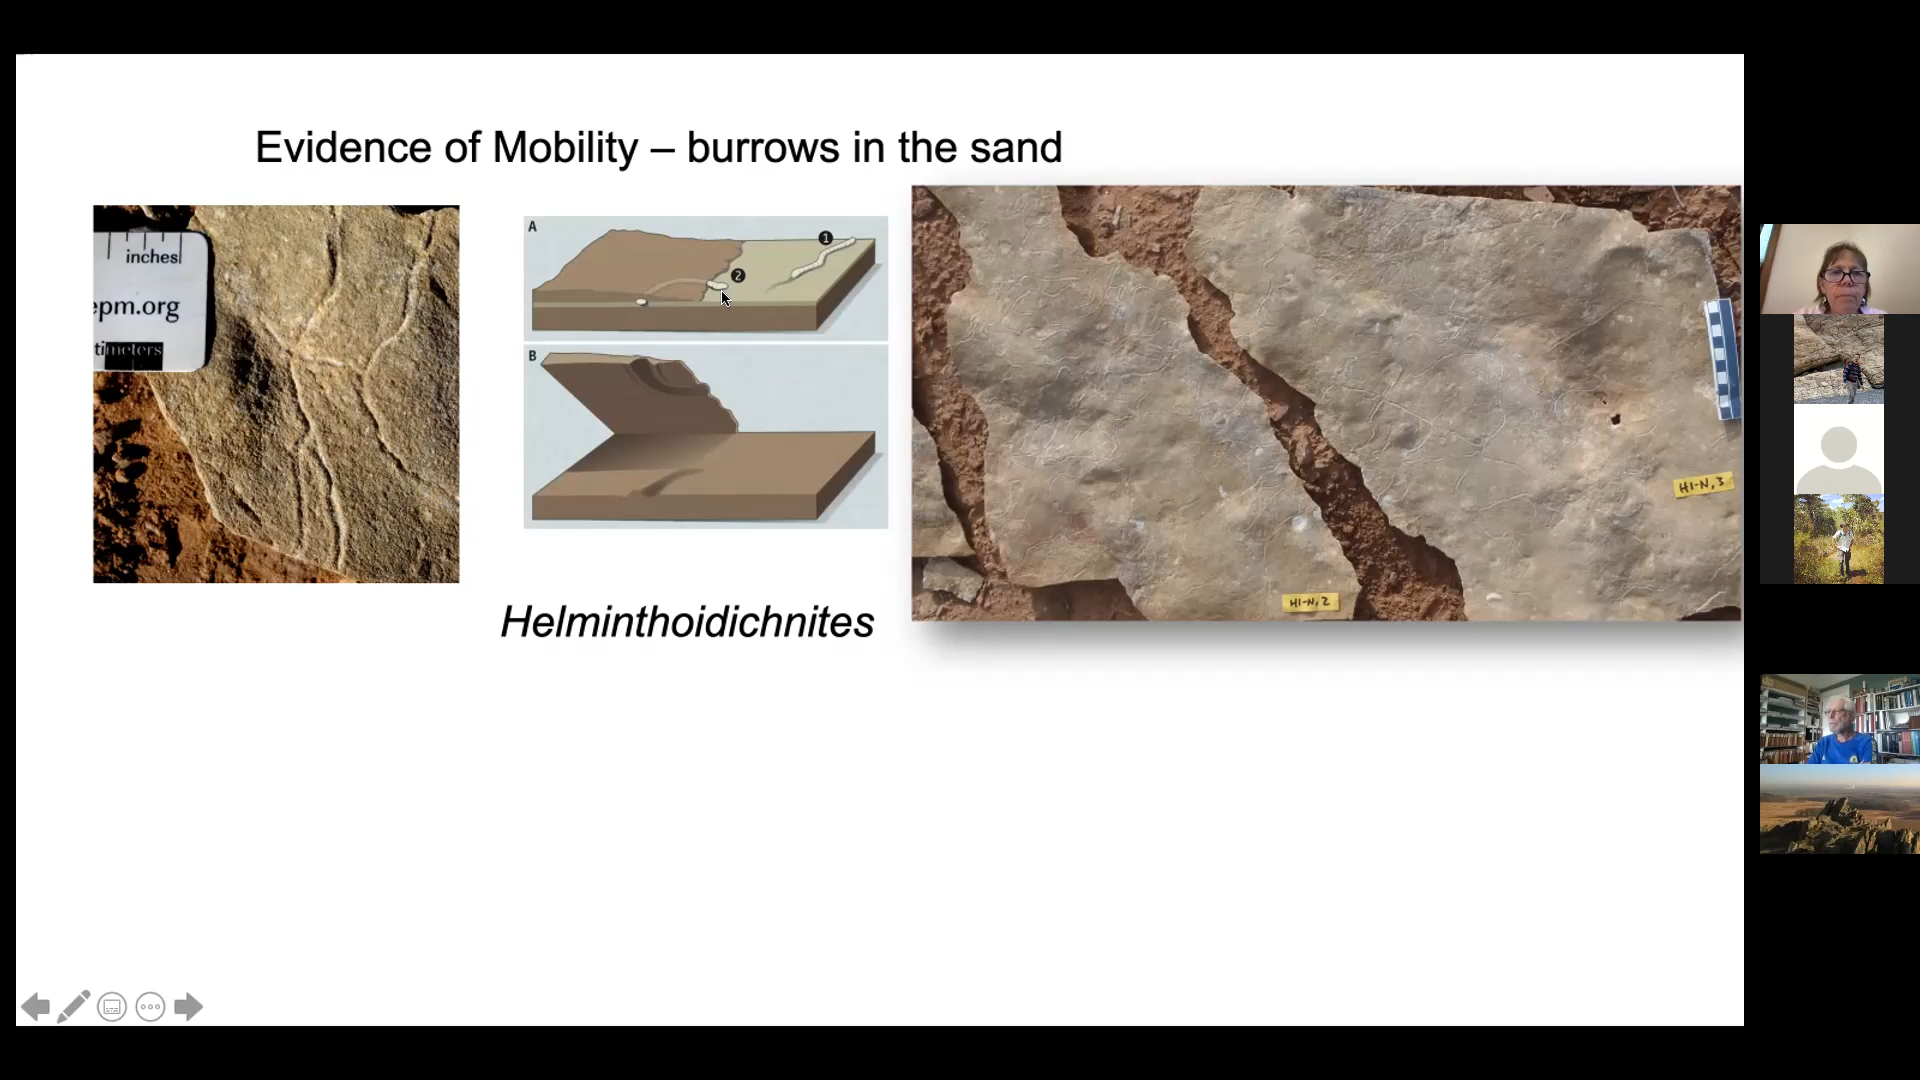 Evidence of Mobility – burrows in the sand
inches
epm.org
timeters
A
1
2
B
HI-N, 3
HI-N, 2
Helminthoidichnites